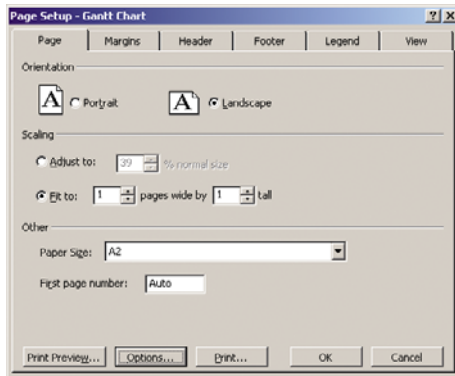 Page Setup - Gantt Chart
Page Margins Header Footer Legend View
Orientation
A Portrait A Landscape
Scaling
Adjust to: 39 % normal size
Fit to: 1 pages wide by 1 tall
Other
Paper Size: A2
First page number: Auto
Print Preview... Options... Print... OK Cancel